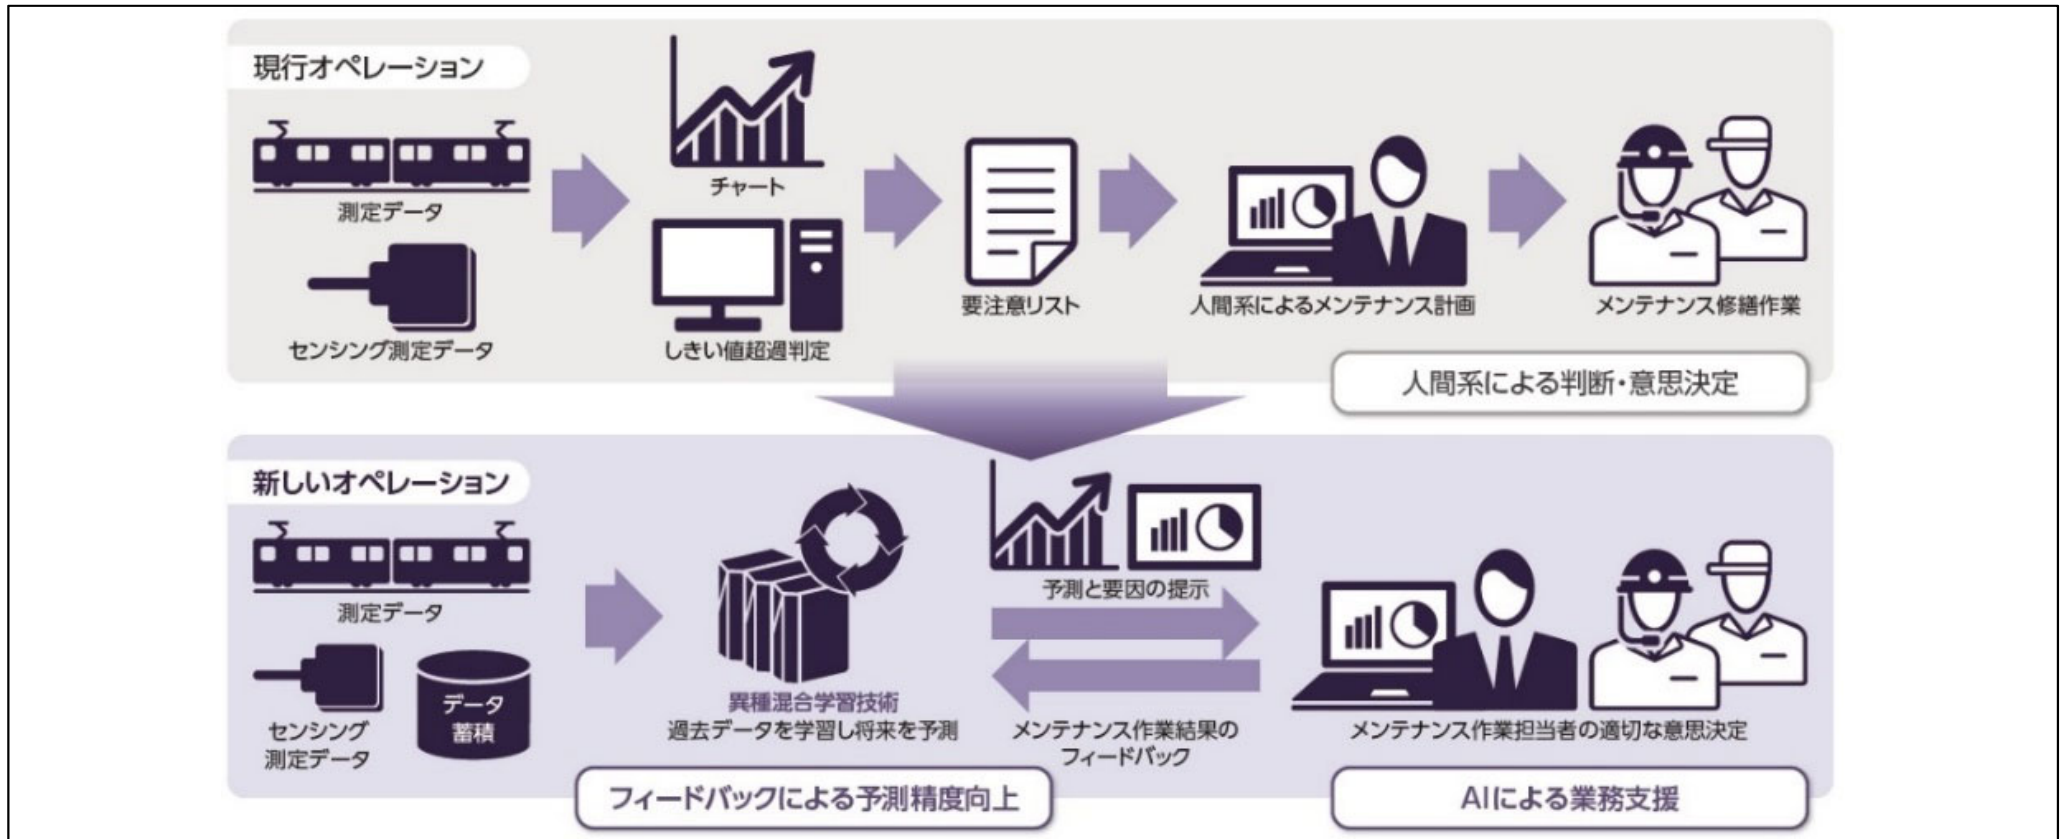 現行オペレーション
測定データ
センシング測定データ
チャート
しきい値超過判定
要注意リスト
人間系によるメンテナンス計画
メンテナンス修繕作業
人間系による判断・意思決定
新しいオペレーション
測定データ
センシング
測定データ
データ
蓄積
異種混合学習技術
過去データを学習し将来を予測
予測と要因の提示
メンテナンス作業結果の
フィードバック
メンテナンス作業担当者の適切な意思決定
フィードバックによる予測精度向上
AIによる業務支援